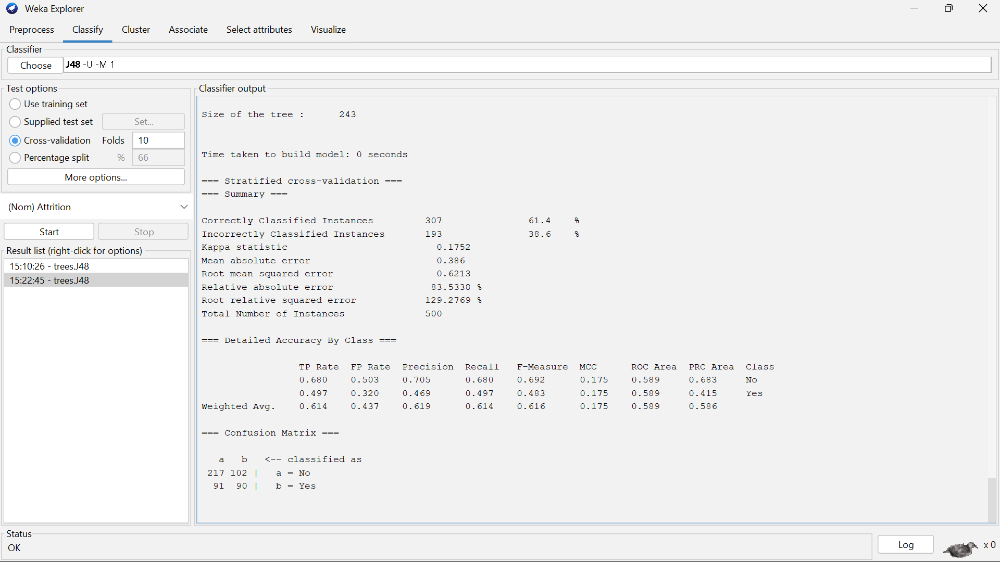 Weka Explorer
Preprocess Classify Cluster Associate Select attributes Visualize
Classifier
Choose J48 -U -M 1
Test options
Use training set
Supplied test set Set...
Cross-validation Folds 10
Percentage split % 66
More options...
(Nom) Attrition
Start Stop
Result list (right-click for options)
15:10:26 - trees.J48
15:22:45 - trees.J48
Classifier output
Size of the tree : 243
Time taken to build model: 0 seconds
=== Stratified cross-validation ===
=== Summary ===
Correctly Classified Instances 307 61.4 %
Incorrectly Classified Instances 193 38.6 %
Kappa statistic 0.1752
Mean absolute error 0.386
Root mean squared error 0.6213
Relative absolute error 83.5338 %
Root relative squared error 129.2769 %
Total Number of Instances 500
=== Detailed Accuracy By Class ===
TP Rate FP Rate Precision Recall F-Measure MCC ROC Area PRC Area Class
0.680 0.503 0.705 0.680 0.692 0.175 0.589 0.683 No
0.497 0.320 0.469 0.497 0.483 0.175 0.589 0.415 Yes
Weighted Avg. 0.614 0.437 0.619 0.614 0.616 0.175 0.589 0.586
=== Confusion Matrix ===
a b <-- classified as
217 102 | a = No
91 90 | b = Yes
Status
OK
Log
x 0